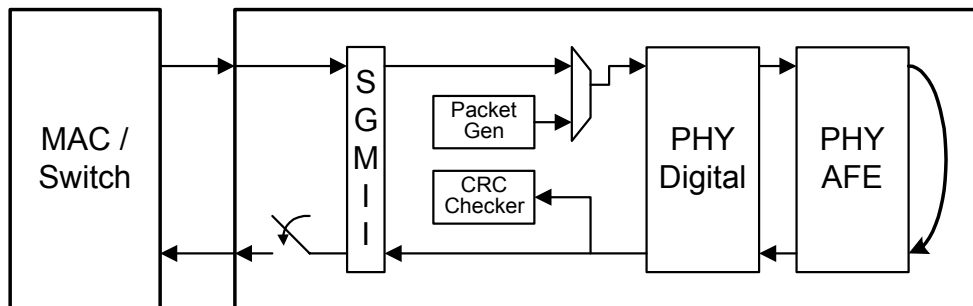 MAC /
Switch
S
G
M
I
I
Packet
Gen
CRC
Checker
PHY
Digital
PHY
AFE